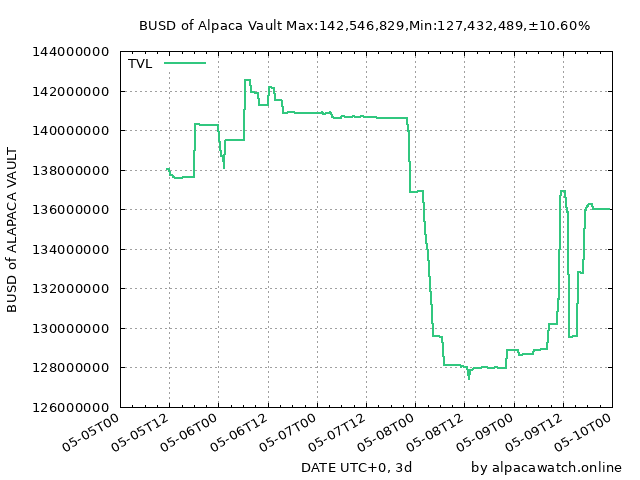 BUSD of Alpaca Vault Max:142,546,829,Min:127,432,489,±10.60%
TVL
BUSD of ALAPACA VAULT
144000000
142000000
140000000
138000000
136000000
134000000
132000000
130000000
128000000
126000000
05-05T00
05-05T12
05-06T00
05-06T12
05-07T00
05-07T12
05-08T00
05-08T12
05-09T00
05-09T12
05-10T00
DATE UTC+0, 3d
by alpacawatch.online